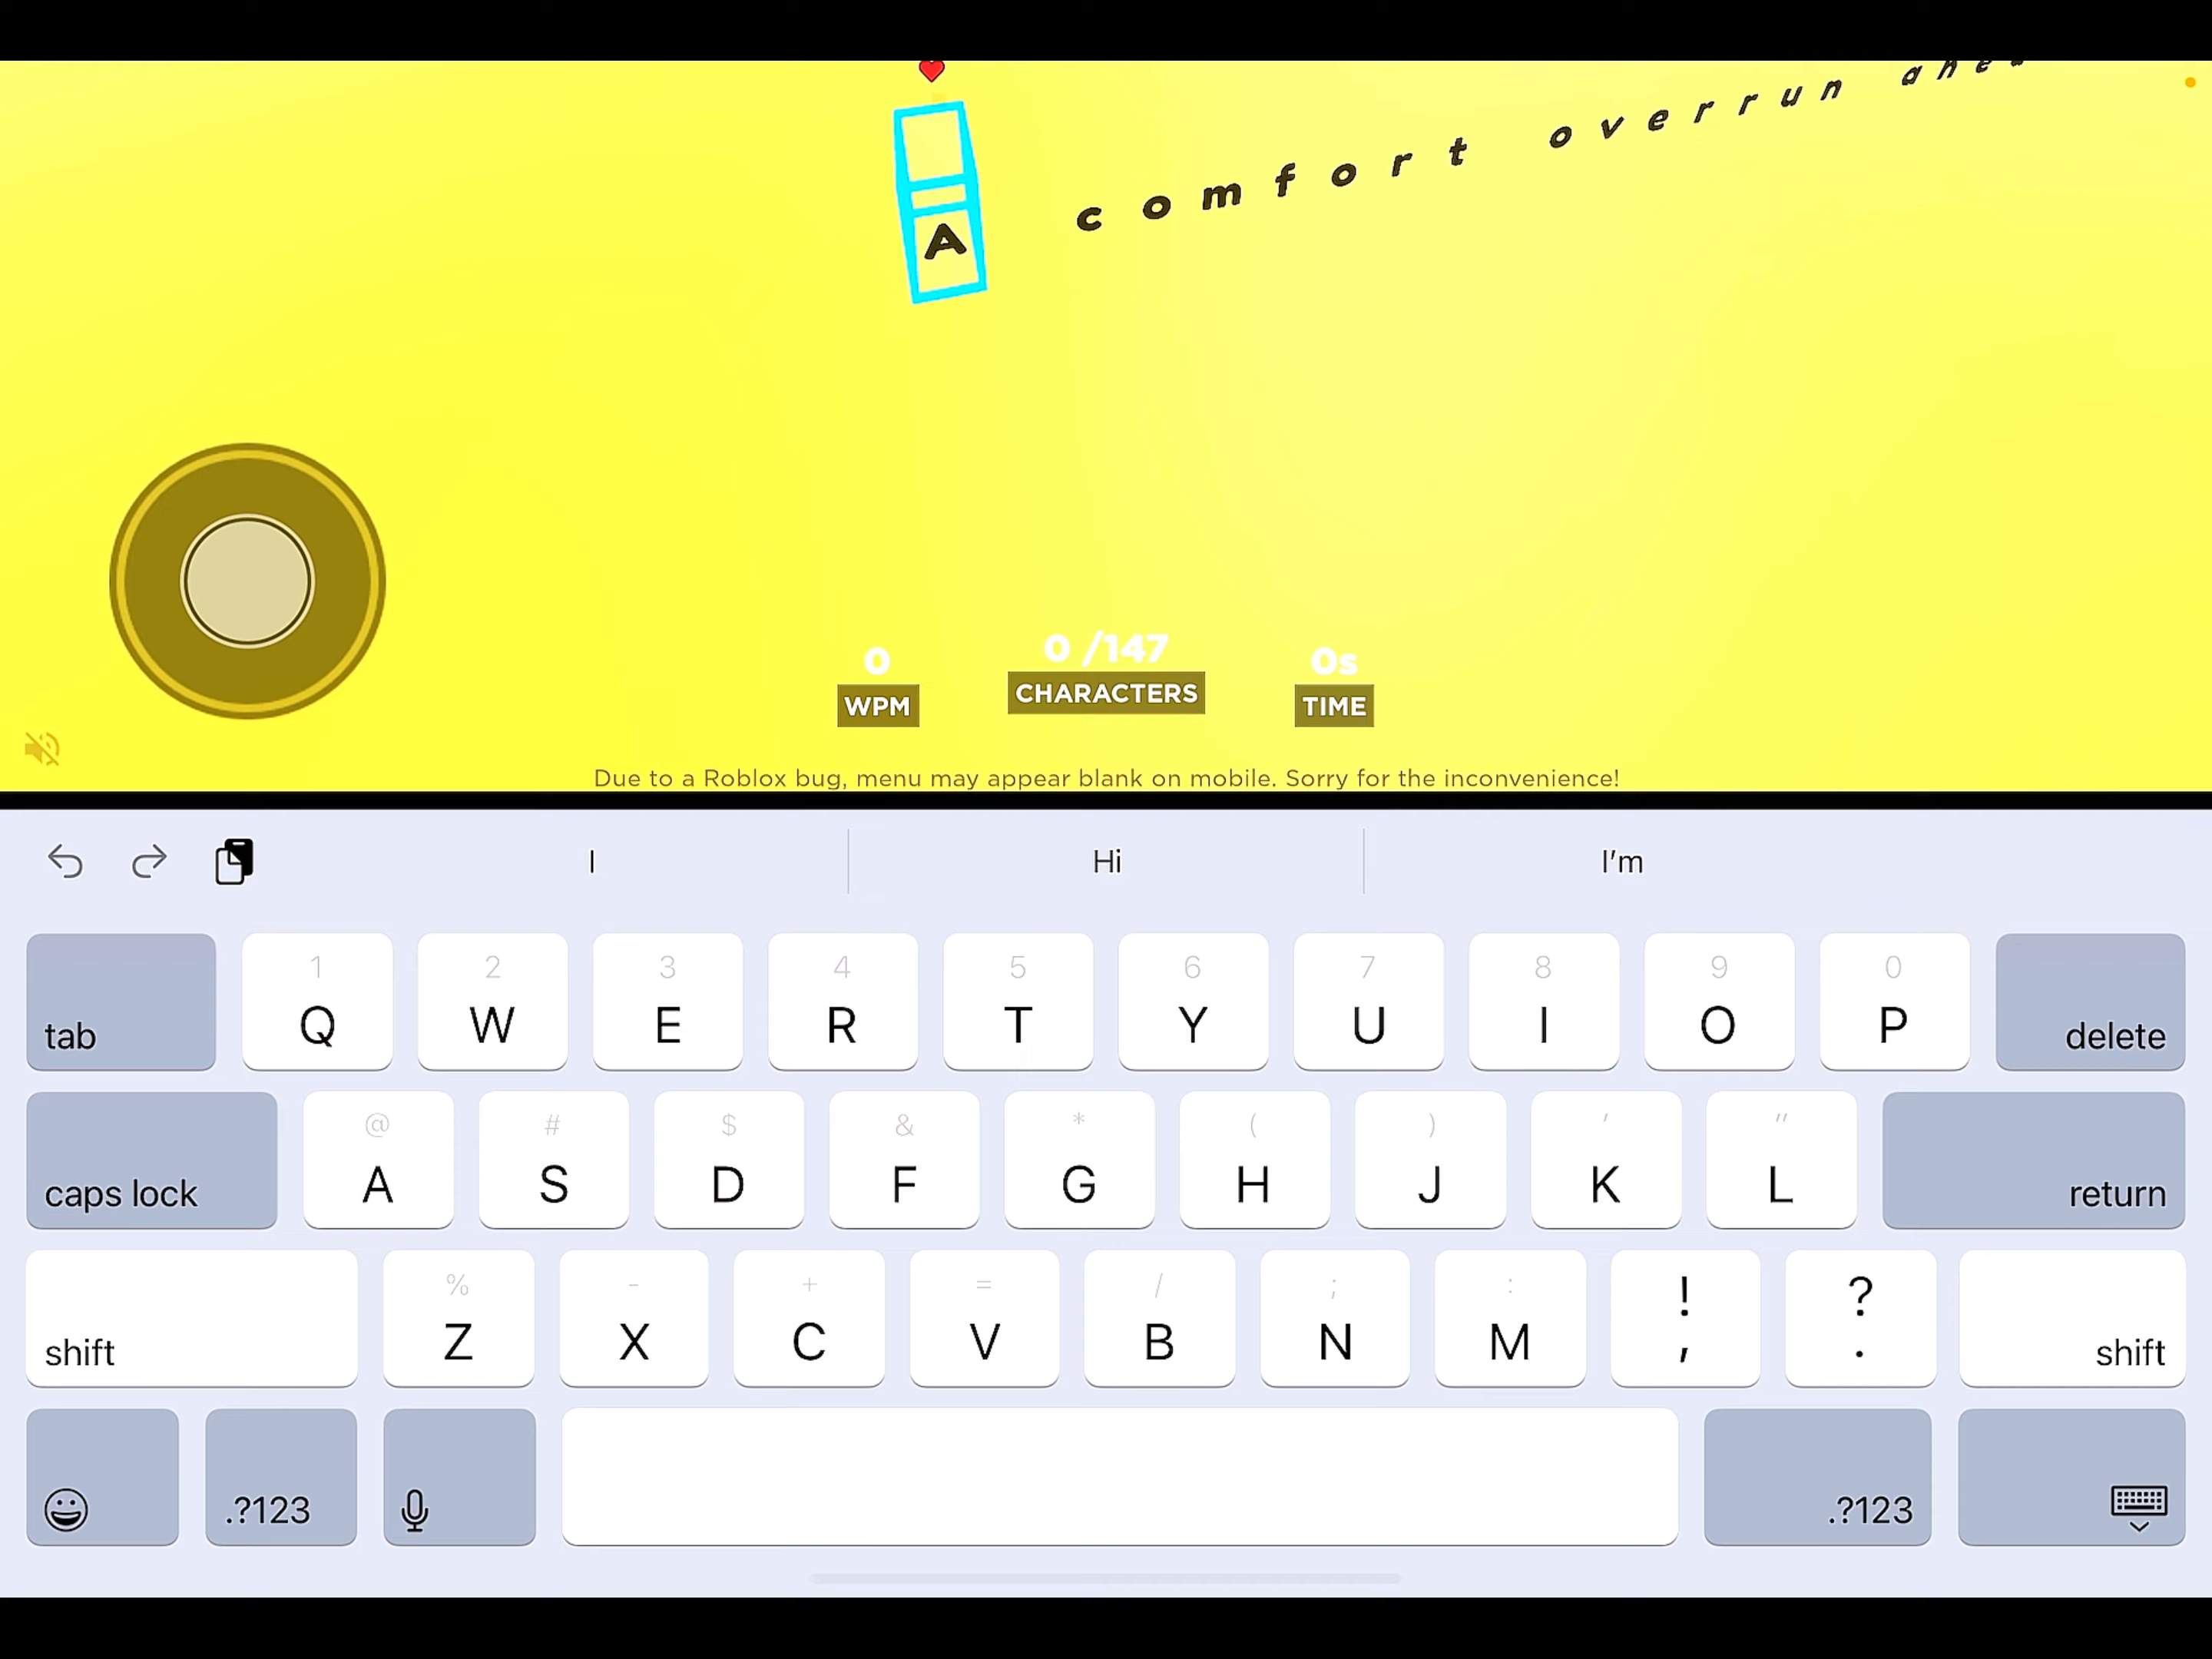 A comfort overrun
0 0 /147 0s
WPM CHARACTERS TIME
Due to a Roblox bug, menu may appear blank on mobile. Sorry for the inconvenience!
I Hi I'm
1 2 3 4 5 6 7 8 9 0
tab Q W E R T Y U I O P delete
@ # $ & * ( ) ' "
caps lock A S D F G H J K L return
% - + = / ; : ! ?
shift Z X C V B N M , . shift
.?123 .?123